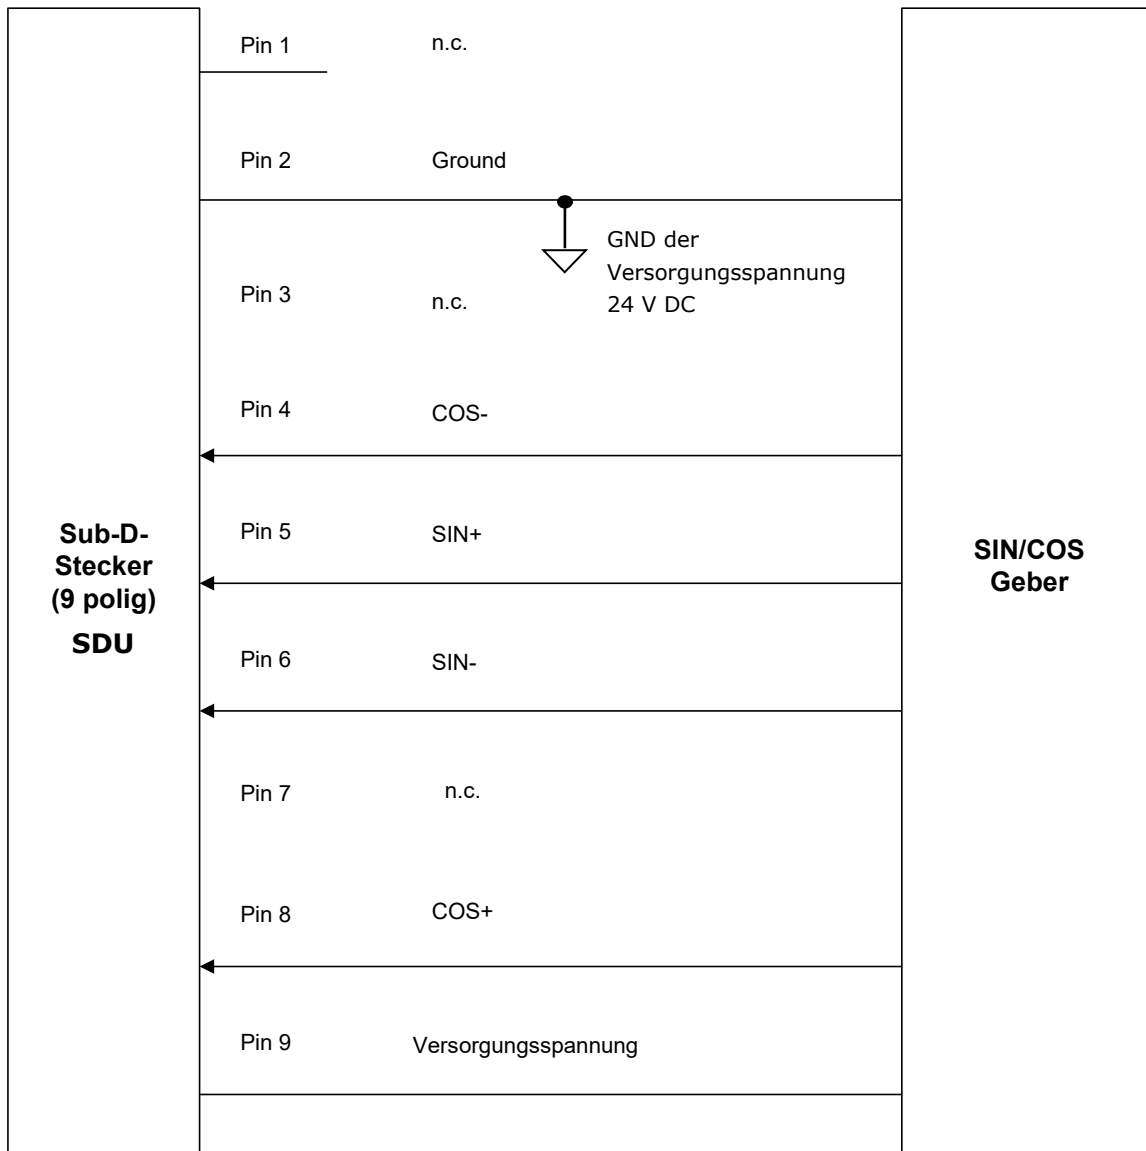 Pin 1
n.c.
Pin 2
Ground
GND der
Versorgungsspannung
24 V DC
Pin 3
n.c.
Pin 4
COS-
Pin 5
SIN+
Sub-D-
Stecker
(9 polig)
SDU
SIN/COS
Geber
Pin 6
SIN-
Pin 7
n.c.
Pin 8
COS+
Pin 9
Versorgungsspannung